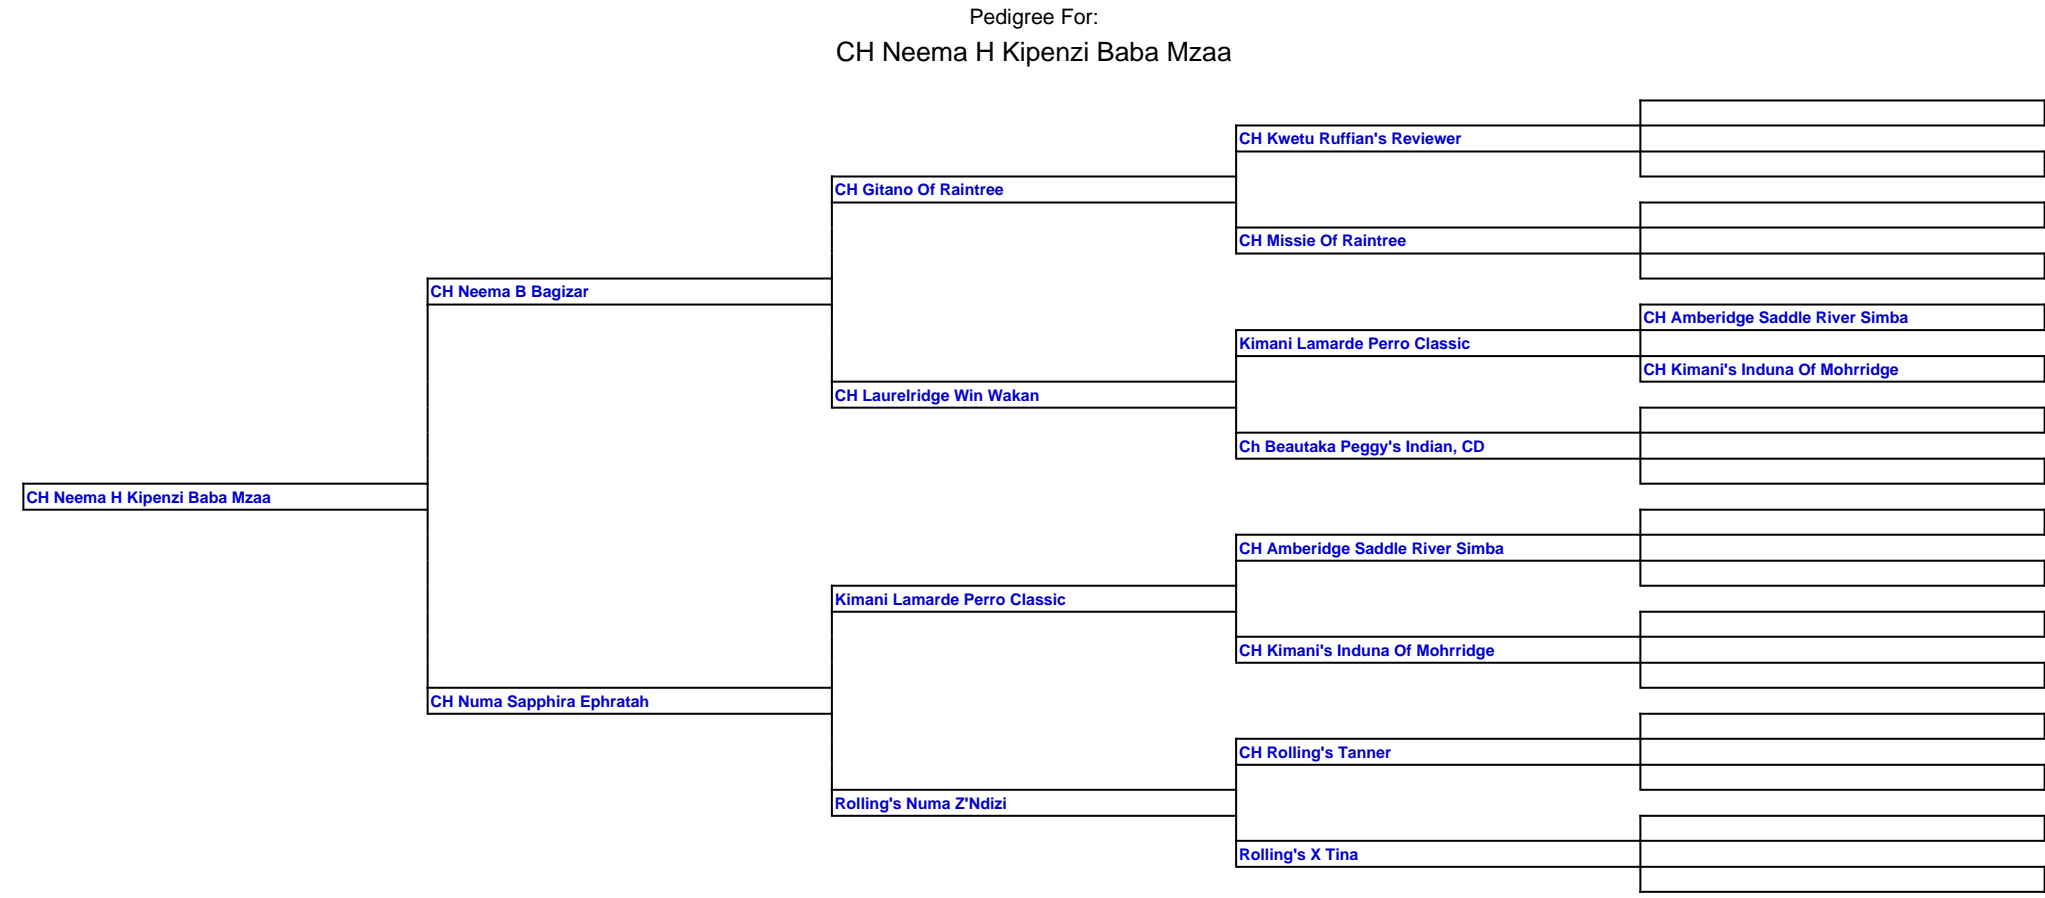 Pedigree For:
CH Neema H Kipenzi Baba Mzaa
CH Kwetu Ruffian's Reviewer
CH Gitano Of Raintree
CH Missie Of Raintree
CH Neema B Bagizar
CH Amberidge Saddle River Simba
Kimani Lamarde Perro Classic
CH Kimani's Induna Of Mohrridge
CH Laurelridge Win Wakan
Ch Beautaka Peggy's Indian, CD
CH Neema H Kipenzi Baba Mzaa
CH Amberidge Saddle River Simba
Kimani Lamarde Perro Classic
CH Kimani's Induna Of Mohrridge
CH Numa Sapphira Ephratah
CH Rolling's Tanner
Rolling's Numa Z'Ndizi
Rolling's X Tina